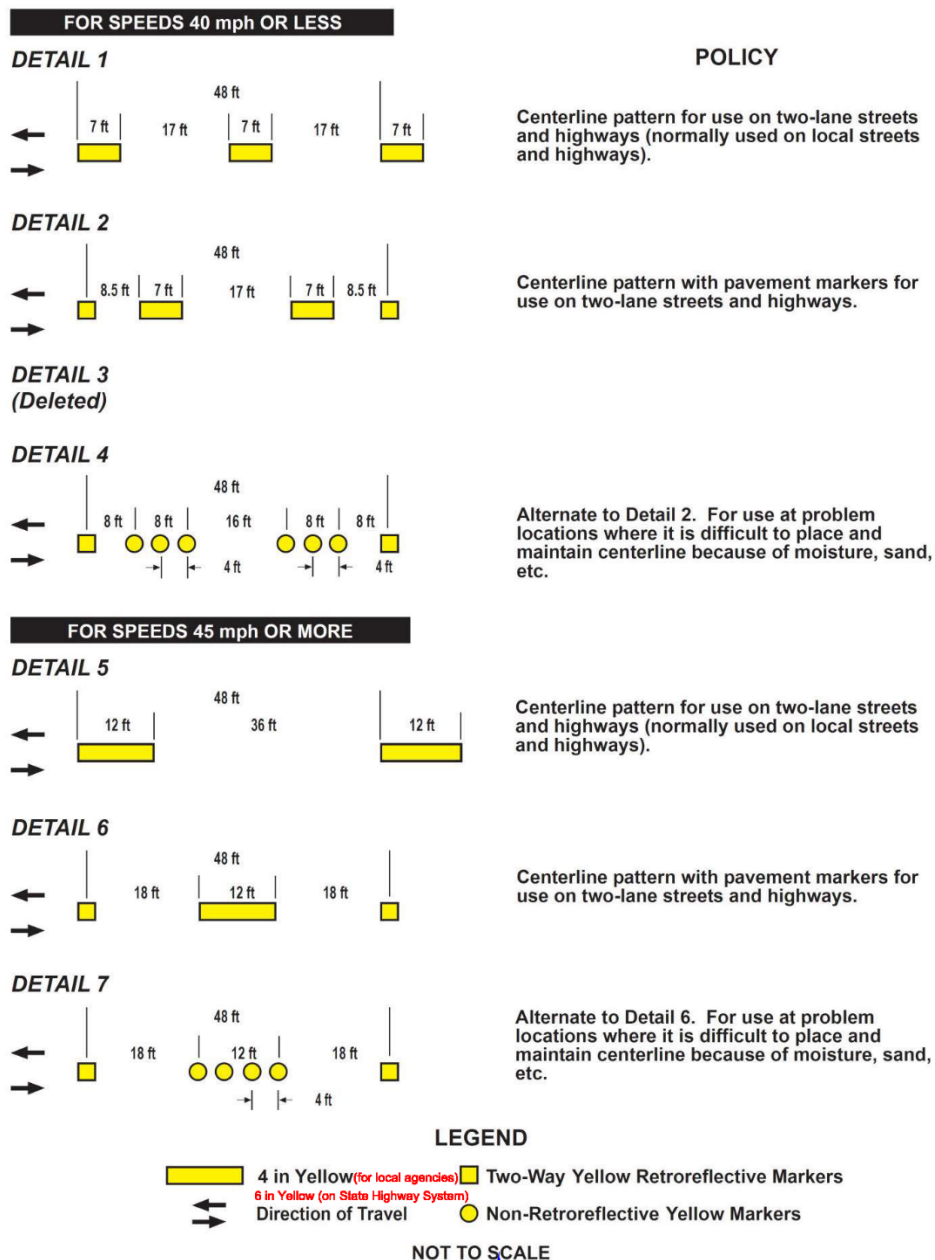 FOR SPEEDS 40 mph OR LESS
DETAIL 1
POLICY
48 ft
7 ft 17 ft 7 ft 17 ft 7 ft
Centerline pattern for use on two-lane streets
and highways (normally used on local streets
and highways).
DETAIL 2
48 ft
8.5 ft 7 ft 17 ft 7 ft 8.5 ft
Centerline pattern with pavement markers for
use on two-lane streets and highways.
DETAIL 3
(Deleted)
DETAIL 4
48 ft
8 ft 8 ft 16 ft 8 ft 8 ft
4 ft 4 ft
Alternate to Detail 2. For use at problem
locations where it is difficult to place and
maintain centerline because of moisture, sand,
etc.
FOR SPEEDS 45 mph OR MORE
DETAIL 5
48 ft
12 ft 36 ft 12 ft
Centerline pattern for use on two-lane streets
and highways (normally used on local streets
and highways).
DETAIL 6
48 ft
18 ft 12 ft 18 ft
Centerline pattern with pavement markers for
use on two-lane streets and highways.
DETAIL 7
48 ft
18 ft 12 ft 18 ft
4 ft
Alternate to Detail 6. For use at problem
locations where it is difficult to place and
maintain centerline because of moisture, sand,
etc.
LEGEND
4 in Yellow(for local agencies) Two-Way Yellow Retroreflective Markers
6 in Yellow (on State Highway System)
Direction of Travel Non-Retroreflective Yellow Markers
NOT TO SCALE